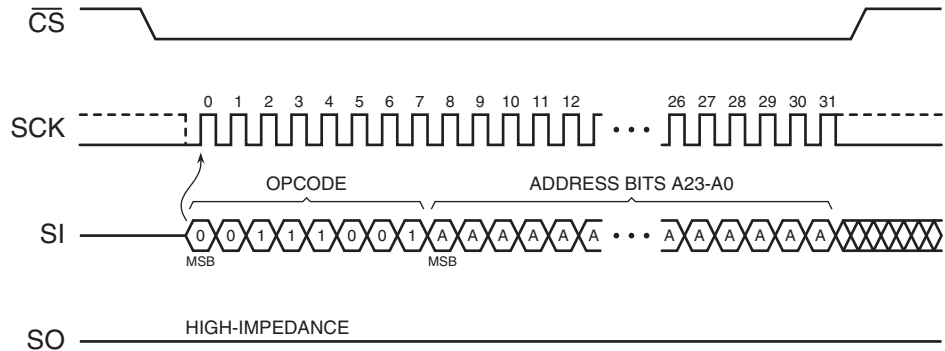 CS
0 1 2 3 4 5 6 7 8 9 10 11 12 26 27 28 29 30 31
SCK • • •
OPCODE ADDRESS BITS A23-A0
SI 0 0 1 1 1 0 0 1 A A A A A A • • • A A A A A A
MSB MSB
HIGH-IMPEDANCE
SO